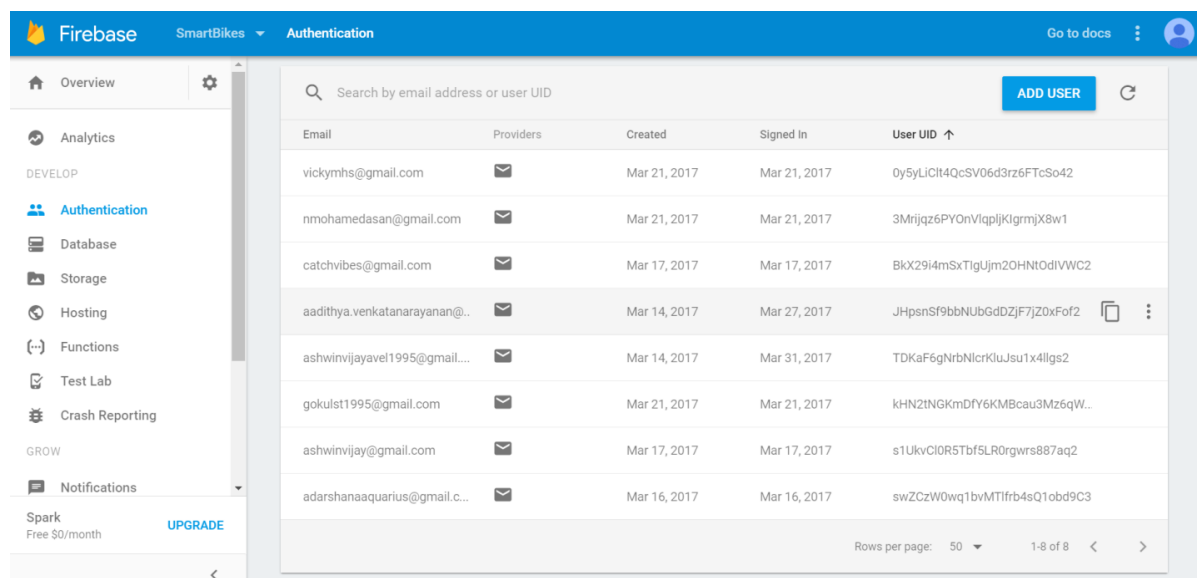 Firebase SmartBikes Authentication Go to docs
Overview
Analytics
DEVELOP
Authentication
Database
Storage
Hosting
Functions
Test Lab
Crash Reporting
GROW
Notifications
Spark
Free $0/month
UPGRADE
Search by email address or user UID ADD USER
Email Providers Created Signed In User UID
vickymhs@gmail.com Mar 21, 2017 Mar 21, 2017 0y5yLiClt4QcSV06d3rz6FTcSo42
nmohamedasan@gmail.com Mar 21, 2017 Mar 21, 2017 3Mrijqz6PYOnVlqpljKIgrmjX8w1
catchvibes@gmail.com Mar 17, 2017 Mar 17, 2017 BkX29i4mSxTIgUjm2OHNtOdIVWC2
aadithya.venkatanarayanan@.. Mar 14, 2017 Mar 27, 2017 JHpsnSf9bbNUbGdDZjF7jZ0xFof2
ashwinvijayavel1995@gmail.... Mar 14, 2017 Mar 31, 2017 TDKaF6gNrbNlcrKluJsu1x4llgs2
gokulst1995@gmail.com Mar 21, 2017 Mar 21, 2017 kHN2tNGKmDfY6KMBcau3Mz6qW...
ashwinvijay@gmail.com Mar 17, 2017 Mar 17, 2017 s1UkvCl0R5Tbf5LR0rgwrs887aq2
adarshanaaquarius@gmail.c... Mar 16, 2017 Mar 16, 2017 swZCzW0wq1bvMTlfrb4sQ1obd9C3
Rows per page: 50 1-8 of 8